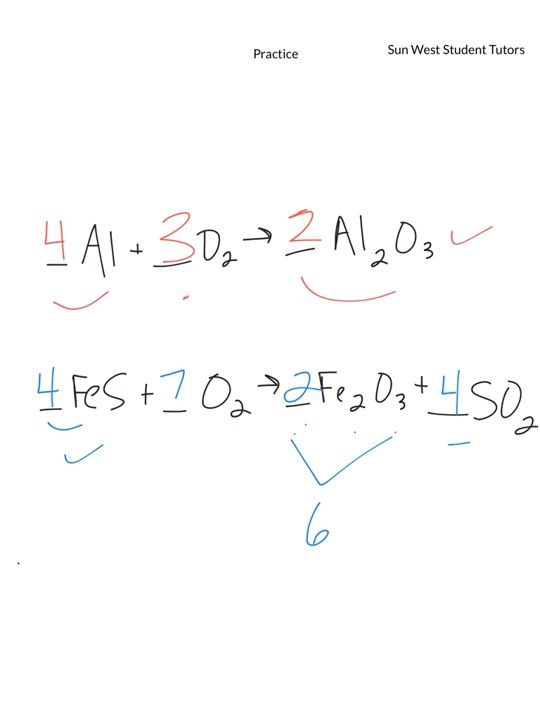 Practice Sun West Student Tutors
4 Al + 3 O₂ → 2 Al₂O₃ ✓
4 FeS + 7 O₂ → 2 Fe₂O₃ + 4 SO₂
6